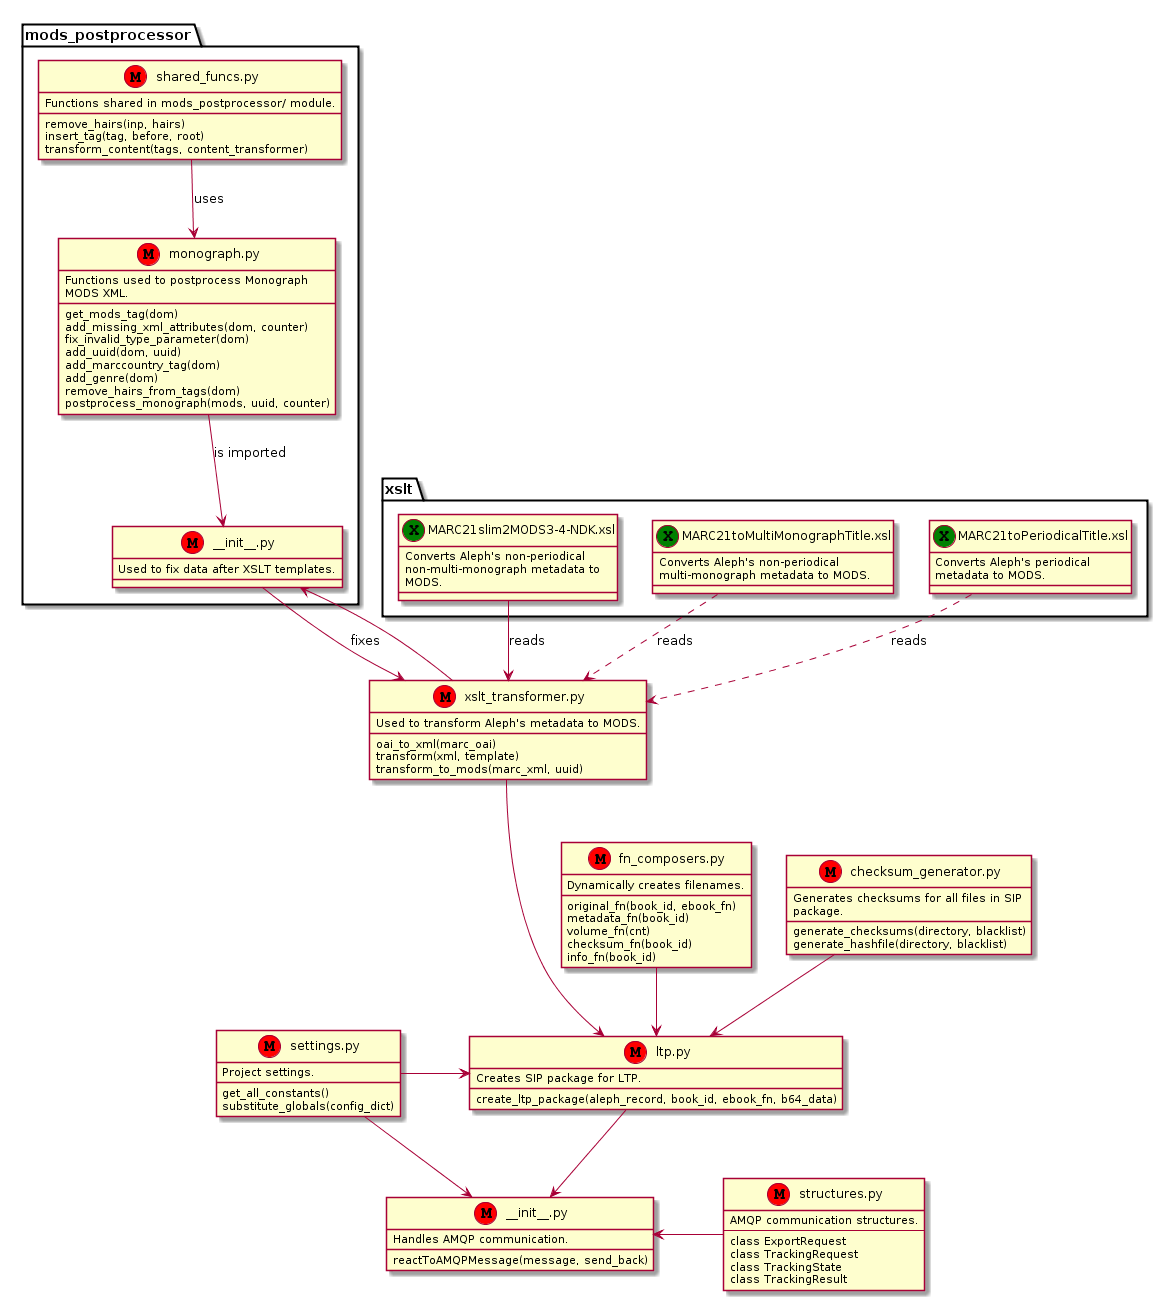 mods_postprocessor
M shared_funcs.py
Functions shared in mods_postprocessor/ module.
remove_hairs(inp, hairs)
insert_tag(tag, before, root)
transform_content(tags, content_transformer)
uses
M monograph.py
Functions used to postprocess Monograph
MODS XML.
get_mods_tag(dom)
add_missing_xml_attributes(dom, counter)
fix_invalid_type_parameter(dom)
add_uuid(dom, uuid)
add_marccountry_tag(dom)
add_genre(dom)
remove_hairs_from_tags(dom)
postprocess_monograph(mods, uuid, counter)
is imported
M __init__.py
Used to fix data after XSLT templates.
xslt
X MARC21slim2MODS3-4-NDK.xsl
Converts Aleph's non-periodical
non-multi-monograph metadata to
MODS.
X MARC21toMultiMonographTitle.xsl
Converts Aleph's non-periodical
multi-monograph metadata to MODS.
X MARC21toPeriodicalTitle.xsl
Converts Aleph's periodical
metadata to MODS.
fixes
reads
reads
reads
M xslt_transformer.py
Used to transform Aleph's metadata to MODS.
oai_to_xml(marc_oai)
transform(xml, template)
transform_to_mods(marc_xml, uuid)
M fn_composers.py
Dynamically creates filenames.
original_fn(book_id, ebook_fn)
metadata_fn(book_id)
volume_fn(cnt)
checksum_fn(book_id)
info_fn(book_id)
M checksum_generator.py
Generates checksums for all files in SIP
package.
generate_checksums(directory, blacklist)
generate_hashfile(directory, blacklist)
M settings.py
Project settings.
get_all_constants()
substitute_globals(config_dict)
M ltp.py
Creates SIP package for LTP.
create_ltp_package(aleph_record, book_id, ebook_fn, b64_data)
M __init__.py
Handles AMQP communication.
reactToAMQPMessage(message, send_back)
M structures.py
AMQP communication structures.
class ExportRequest
class TrackingRequest
class TrackingState
class TrackingResult